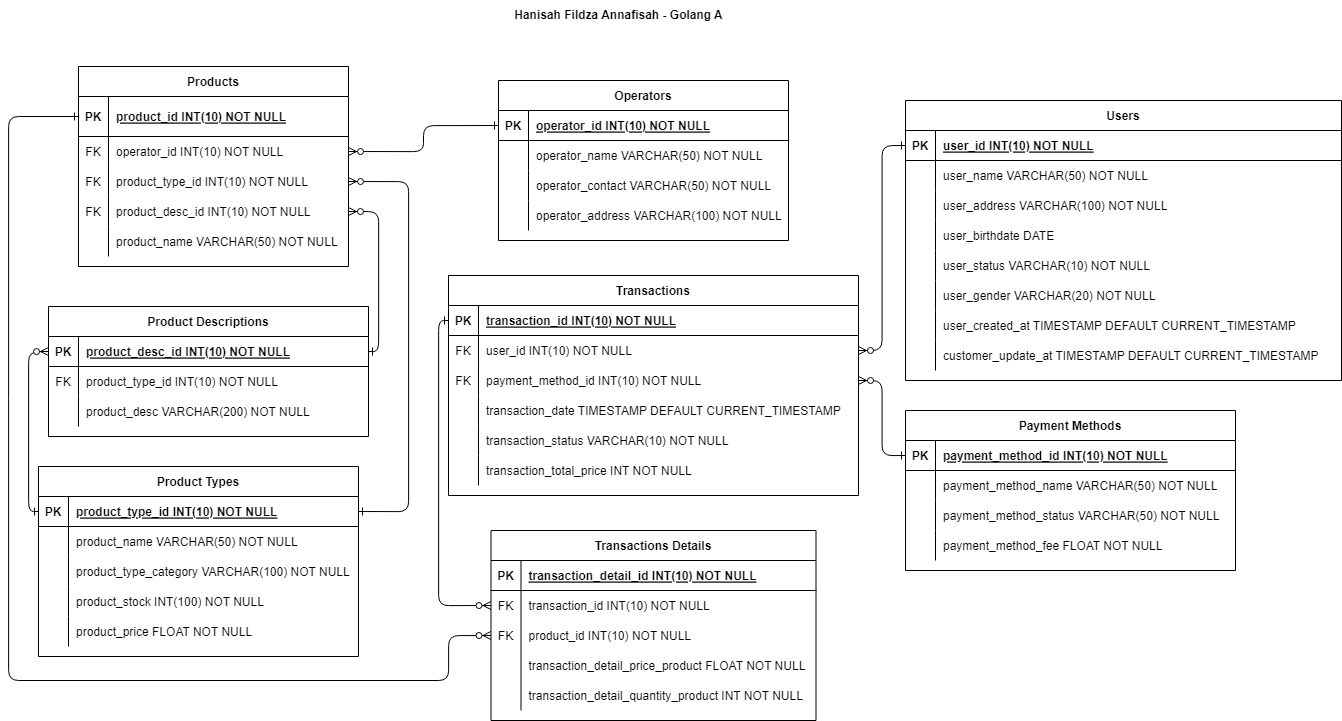 Hanisah Fildza Annafisah - Golang A
Products
PK product_id INT(10) NOT NULL
FK operator_id INT(10) NOT NULL
FK product_type_id INT(10) NOT NULL
FK product_desc_id INT(10) NOT NULL
product_name VARCHAR(50) NOT NULL
Operators
PK operator_id INT(10) NOT NULL
operator_name VARCHAR(50) NOT NULL
operator_contact VARCHAR(50) NOT NULL
operator_address VARCHAR(100) NOT NULL
Users
PK user_id INT(10) NOT NULL
user_name VARCHAR(50) NOT NULL
user_address VARCHAR(100) NOT NULL
user_birthdate DATE
user_status VARCHAR(10) NOT NULL
user_gender VARCHAR(20) NOT NULL
user_created_at TIMESTAMP DEFAULT CURRENT_TIMESTAMP
customer_update_at TIMESTAMP DEFAULT CURRENT_TIMESTAMP
Product Descriptions
PK product_desc_id INT(10) NOT NULL
FK product_type_id INT(10) NOT NULL
product_desc VARCHAR(200) NOT NULL
Transactions
PK transaction_id INT(10) NOT NULL
FK user_id INT(10) NOT NULL
FK payment_method_id INT(10) NOT NULL
transaction_date TIMESTAMP DEFAULT CURRENT_TIMESTAMP
transaction_status VARCHAR(10) NOT NULL
transaction_total_price INT NOT NULL
Payment Methods
PK payment_method_id INT(10) NOT NULL
payment_method_name VARCHAR(50) NOT NULL
payment_method_status VARCHAR(50) NOT NULL
payment_method_fee FLOAT NOT NULL
Product Types
PK product_type_id INT(10) NOT NULL
product_name VARCHAR(50) NOT NULL
product_type_category VARCHAR(100) NOT NULL
product_stock INT(100) NOT NULL
product_price FLOAT NOT NULL
Transactions Details
PK transaction_detail_id INT(10) NOT NULL
FK transaction_id INT(10) NOT NULL
FK product_id INT(10) NOT NULL
transaction_detail_price_product FLOAT NOT NULL
transaction_detail_quantity_product INT NOT NULL